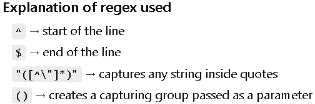 Explanation of regex used
^ → start of the line
$ → end of the line
"([^\"]*)" → captures any string inside quotes
() → creates a capturing group passed as a parameter